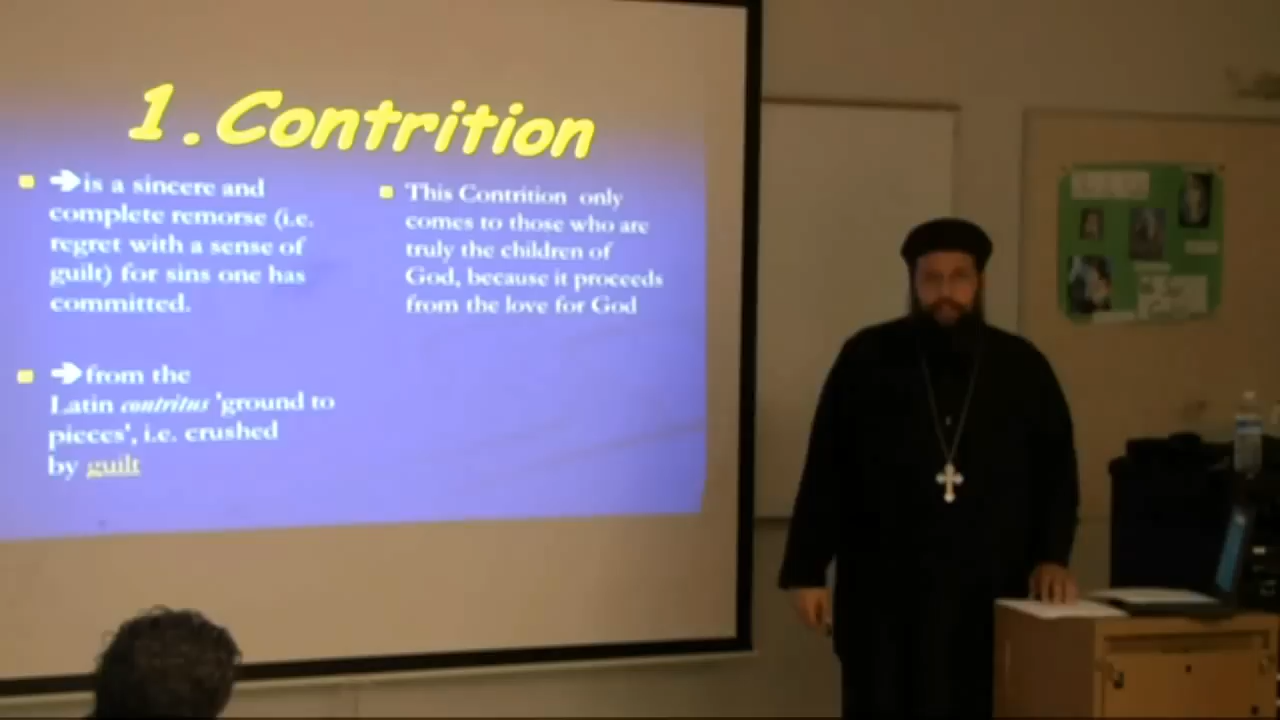 1. Contrition
➔is a sincere and
complete remorse (i.e.
regret with a sense of
guilt) for sins one has
committed.
➔from the
Latin contritus 'ground to
pieces', i.e. crushed
by guilt
This Contrition only
comes to those who are
truly the children of
God, because it proceeds
from the love for God